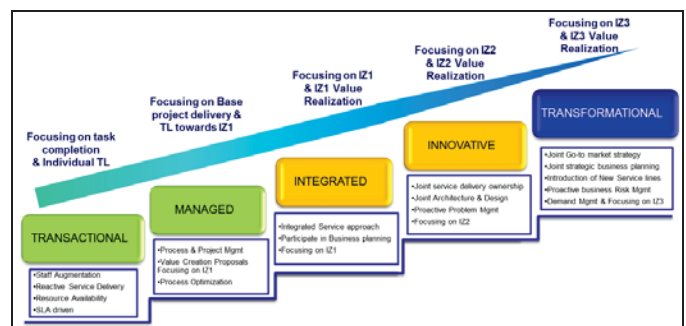 Focusing on task
completion
& Individual TL
TRANSACTIONAL
•Staff Augmentation
•Reactive Service Delivery
•Resource Availability
•SLA driven
Focusing on Base
project delivery &
TL towards IZ1
MANAGED
•Process & Project Mgmt
•Value Creation Proposals
Focusing on IZ1
•Process Optimization
Focusing on IZ1
& IZ1 Value
Realization
INTEGRATED
•Integrated Service approach
•Participate in Business planning
•Focusing on IZ1
Focusing on IZ2
& IZ2 Value
Realization
INNOVATIVE
•Joint service delivery ownership
•Joint Architecture & Design
•Proactive Problem Mgmt
•Focusing on IZ2
Focusing on IZ3
& IZ3 Value
Realization
TRANSFORMATIONAL
•Joint Go-to market strategy
•Joint strategic business planning
•Introduction of New Service lines
•Proactive business Risk Mgmt
•Demand Mgmt & Focusing on IZ3